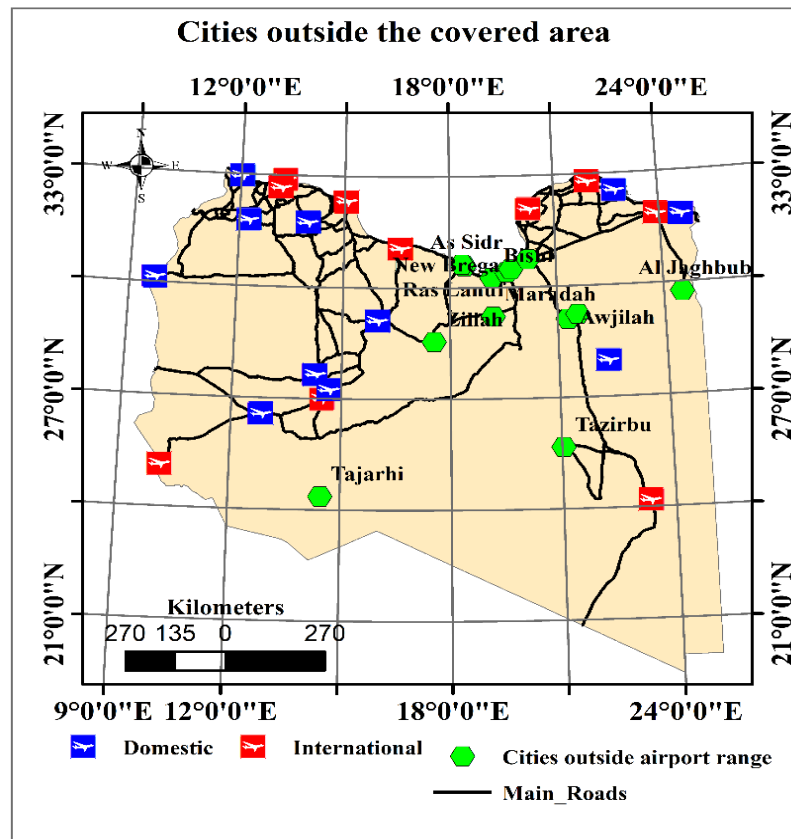 Cities outside the covered area
12°0'0"E 18°0'0"E 24°0'0"E
33°0'0"N 33°0'0"N
N
W E
S
As Sidr
Bishr
New Brega
Al Jaghbub
Ras Lanuf
Maradah
Zillah
Awjilah
27°0'0"N 27°0'0"N
Tazirbu
Tajarhi
21°0'0"N 21°0'0"N
Kilometers
270 135 0 270
9°0'0"E 12°0'0"E 18°0'0"E 24°0'0"E
Domestic International Cities outside airport range
Main_Roads